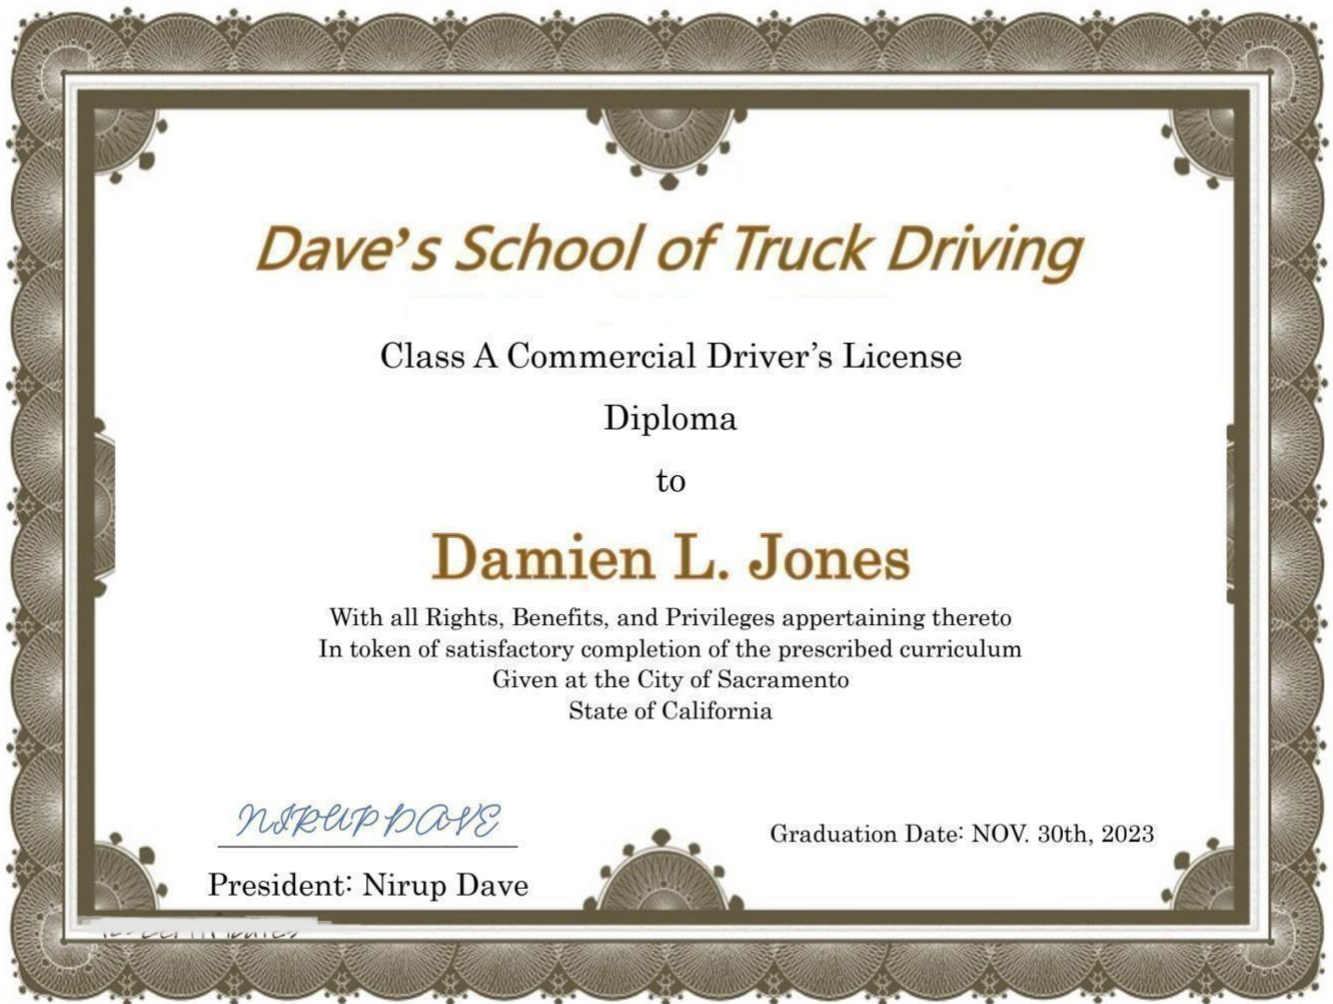 Dave's School of Truck Driving
Class A Commercial Driver's License
Diploma
to
Damien L. Jones
With all Rights, Benefits, and Privileges appertaining thereto
In token of satisfactory completion of the prescribed curriculum
Given at the City of Sacramento
State of California
NIRUP DAVE
Graduation Date: NOV. 30th, 2023
President: Nirup Dave